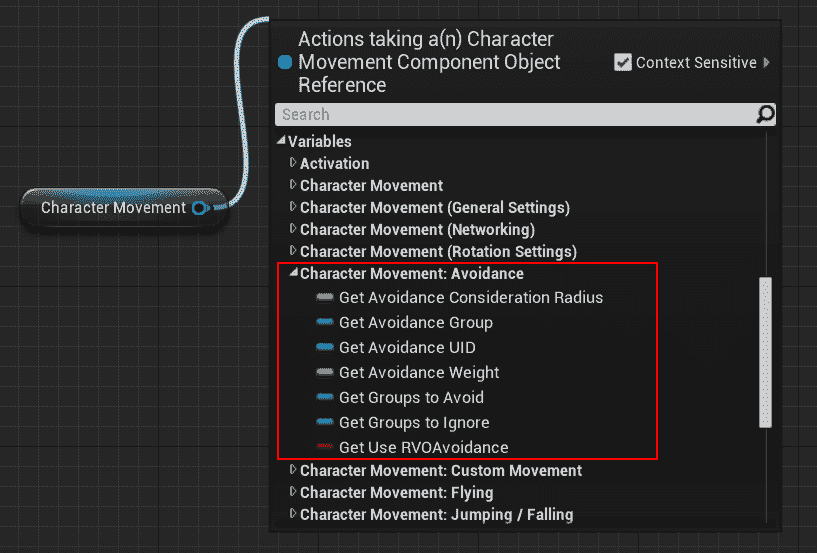 Actions taking a(n) Character
Movement Component Object
Reference
Context Sensitive
Search
Variables
Activation
Character Movement
Character Movement
Character Movement (General Settings)
Character Movement (Networking)
Character Movement (Rotation Settings)
Character Movement: Avoidance
Get Avoidance Consideration Radius
Get Avoidance Group
Get Avoidance UID
Get Avoidance Weight
Get Groups to Avoid
Get Groups to Ignore
Get Use RVOAvoidance
Character Movement: Custom Movement
Character Movement: Flying
Character Movement: Jumping / Falling